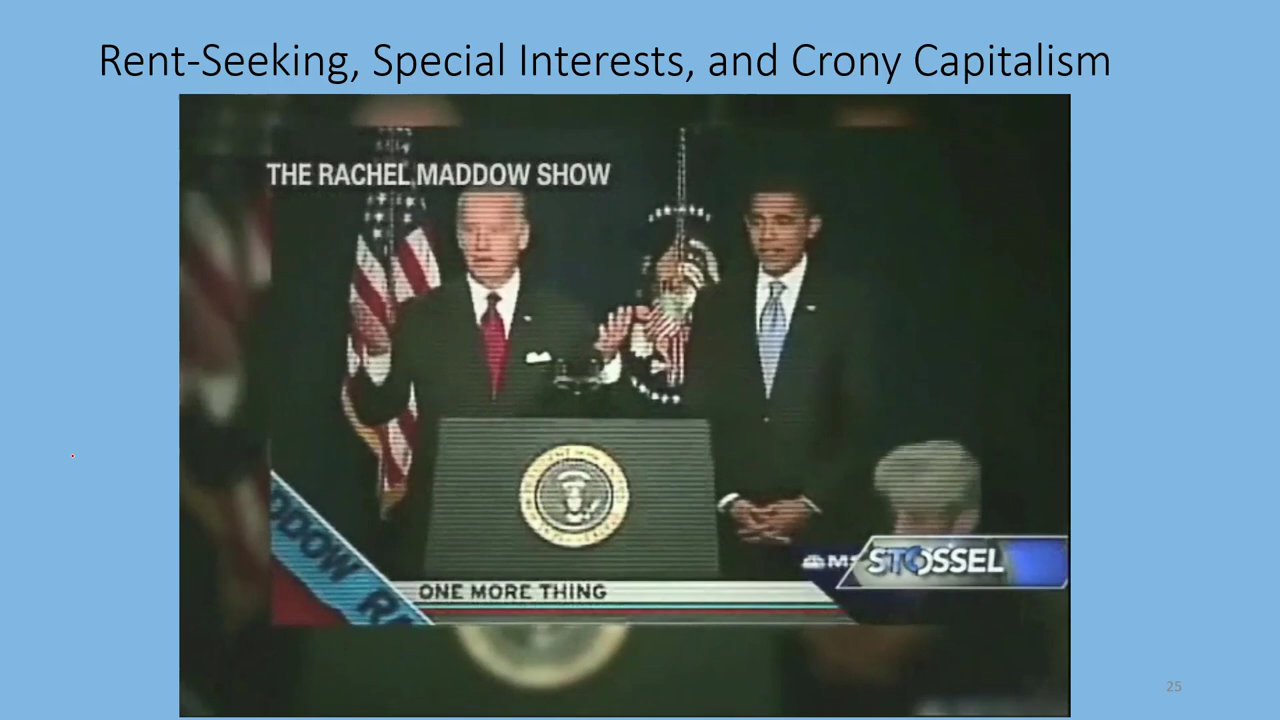 Rent-Seeking, Special Interests, and Crony Capitalism
THE RACHEL MADDOW SHOW
STOSSEL
ONE MORE THING
25